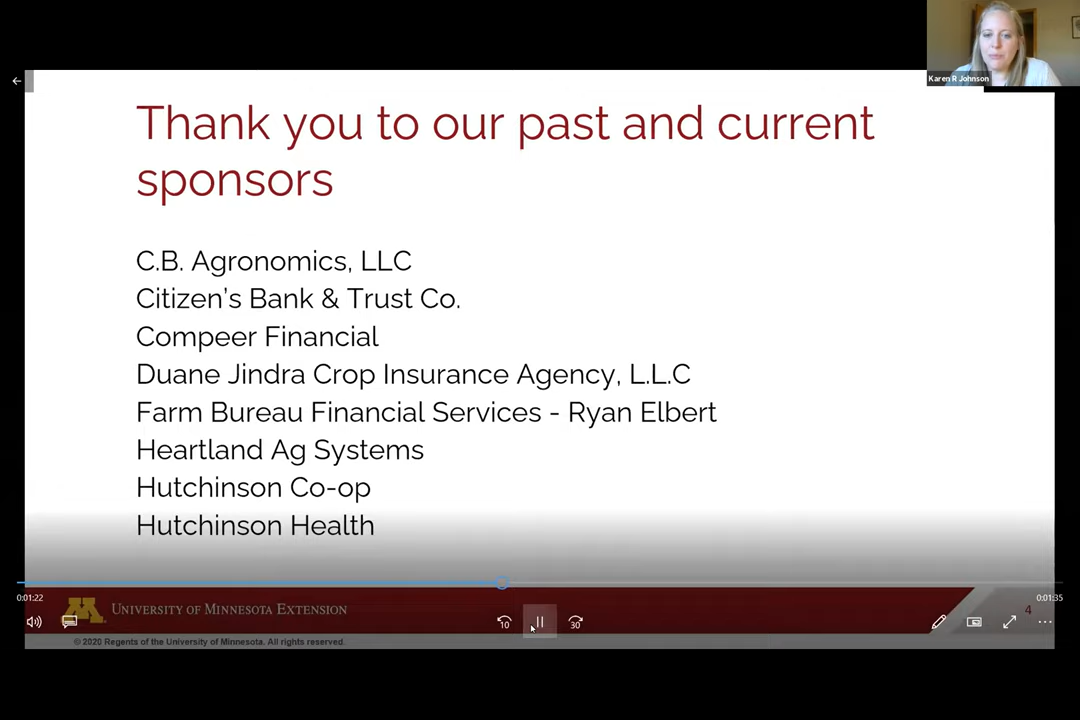 Karen R Johnson
Thank you to our past and current
sponsors
C.B. Agronomics, LLC
Citizen's Bank & Trust Co.
Compeer Financial
Duane Jindra Crop Insurance Agency, L.L.C
Farm Bureau Financial Services - Ryan Elbert
Heartland Ag Systems
Hutchinson Co-op
Hutchinson Health
0:01:22
0:01:35
M
UNIVERSITY OF MINNESOTA EXTENSION
4
10
30
© 2020 Regents of the University of Minnesota. All rights reserved.